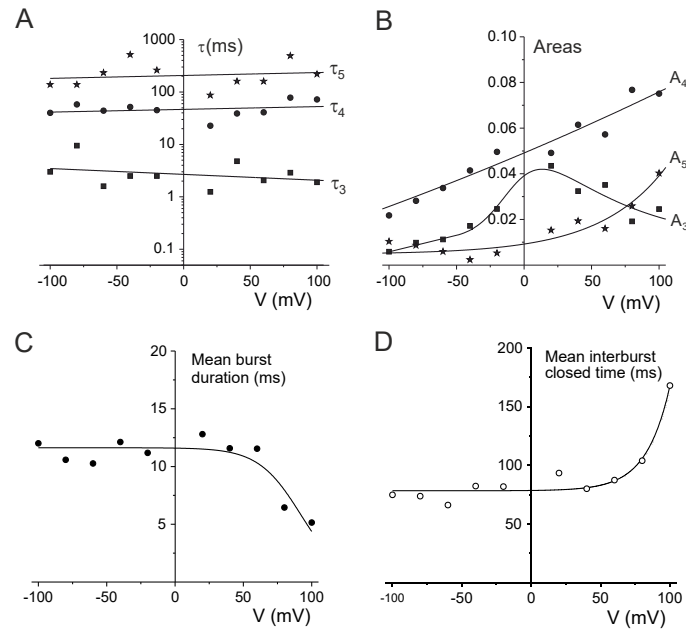 A
τ(ms)
1000
100
10
1
0.1
τ5
τ4
τ3
-100
-50
0
50
100
V (mV)
B
Areas
0.10
0.08
0.06
0.04
0.02
A4
A5
A3
-100
-50
0
50
100
V (mV)
C
Mean burst
duration (ms)
20
15
10
5
-100
-50
0
50
100
V (mV)
D
Mean interburst
closed time (ms)
200
150
100
50
-100
-50
0
50
100
V (mV)